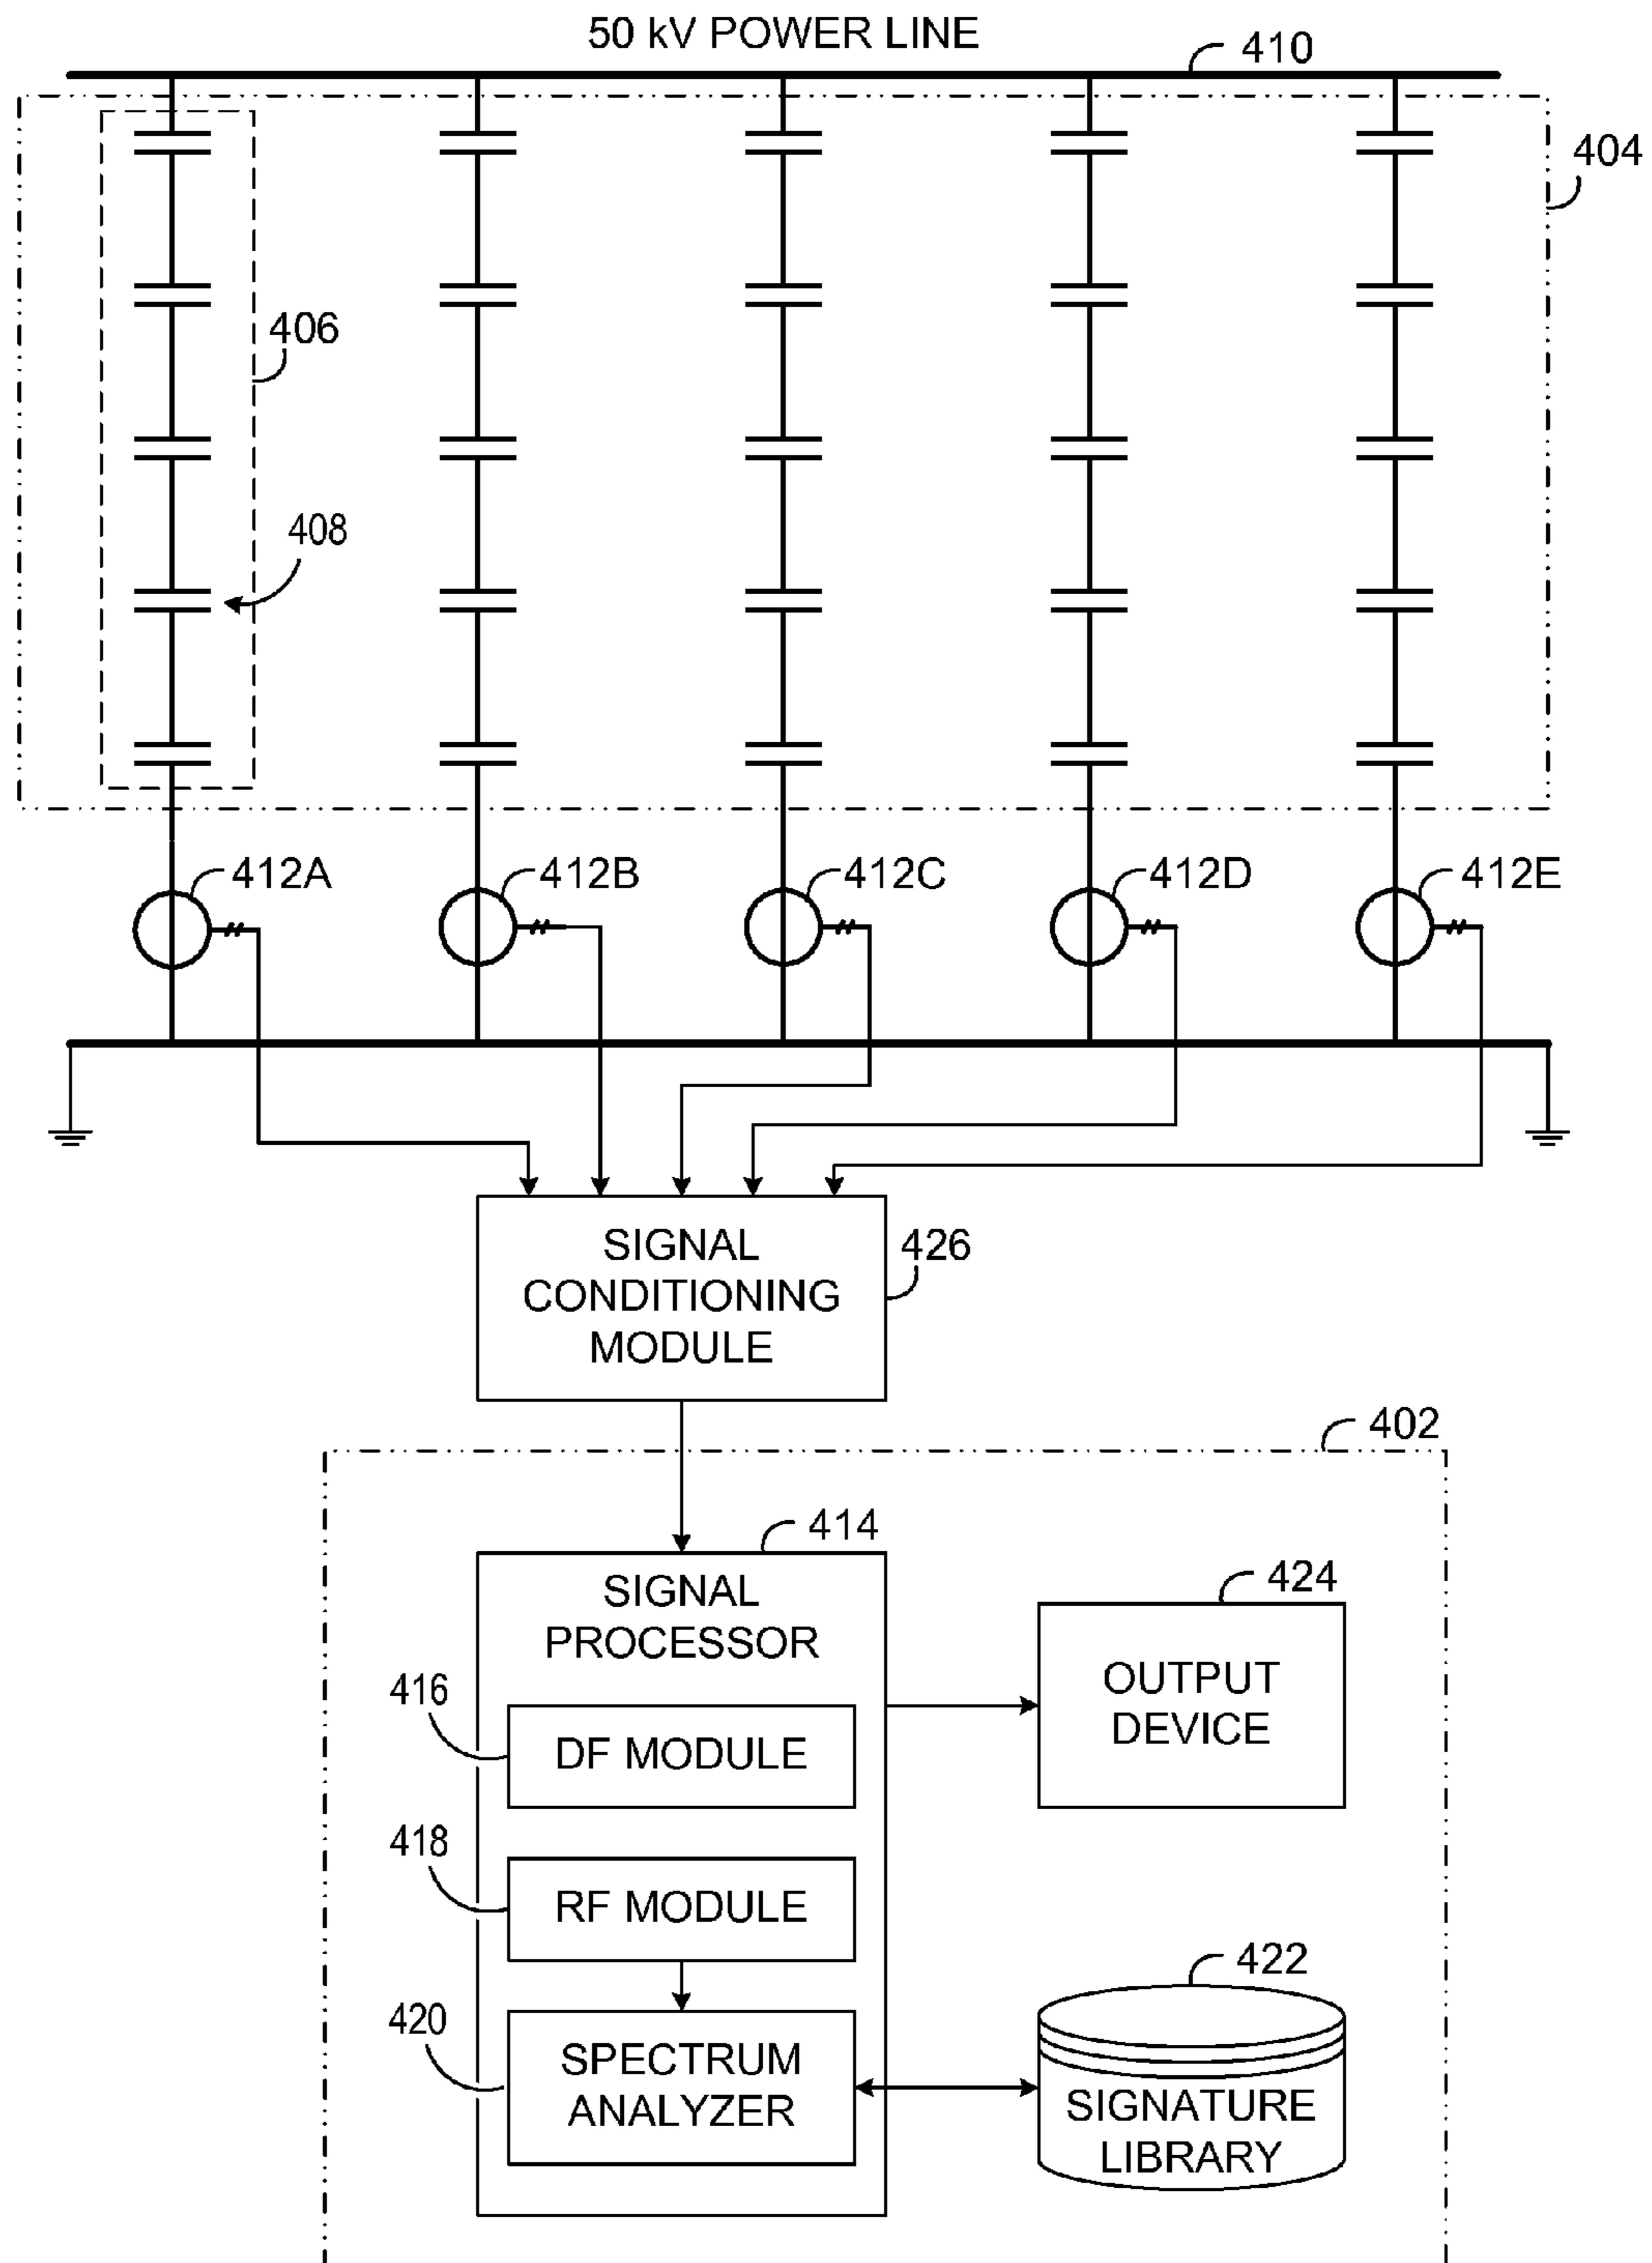 50 kV POWER LINE
410
404
406
408
412A
412B
412C
412D
412E
SIGNAL
CONDITIONING
MODULE
426
402
414
SIGNAL
PROCESSOR
424
OUTPUT
DEVICE
416
DF MODULE
418
RF MODULE
422
420
SPECTRUM
ANALYZER
SIGNATURE
LIBRARY